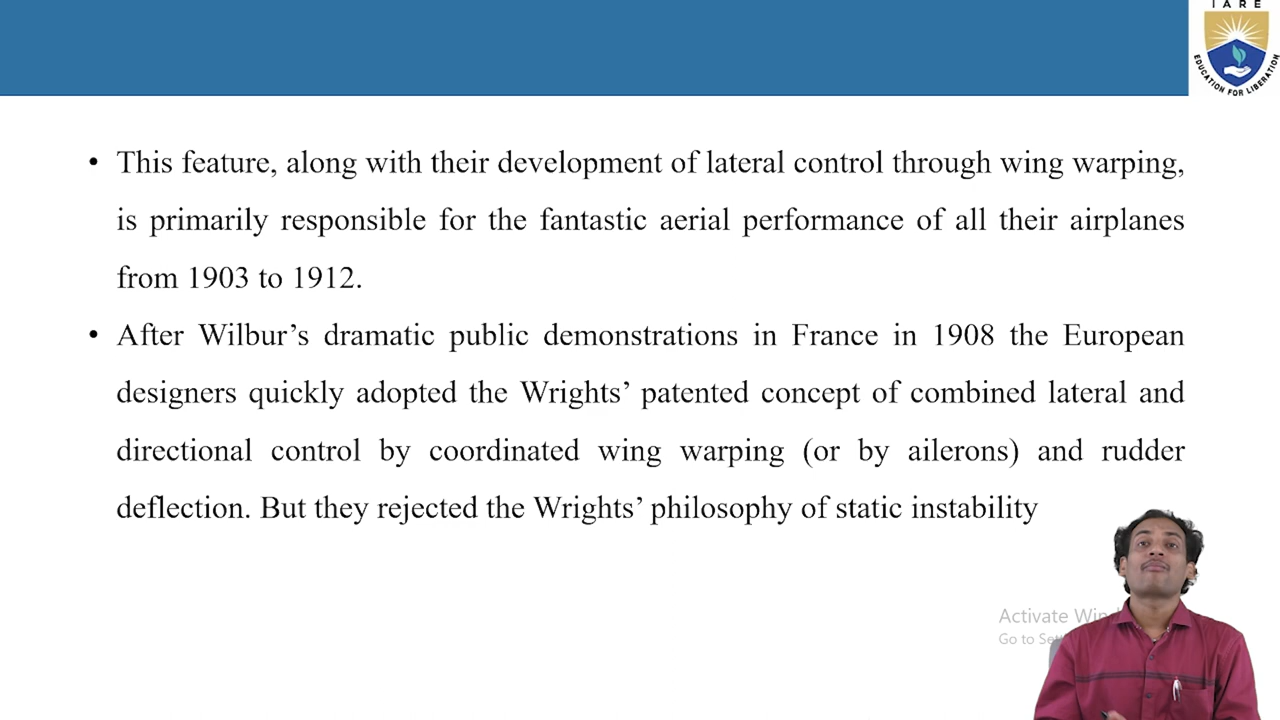 IARE
EDUCATION FOR LIBERATION
• This feature, along with their development of lateral control through wing warping,
is primarily responsible for the fantastic aerial performance of all their airplanes
from 1903 to 1912.
• After Wilbur’s dramatic public demonstrations in France in 1908 the European
designers quickly adopted the Wrights’ patented concept of combined lateral and
directional control by coordinated wing warping (or by ailerons) and rudder
deflection. But they rejected the Wrights’ philosophy of static instability
Activate
Go to